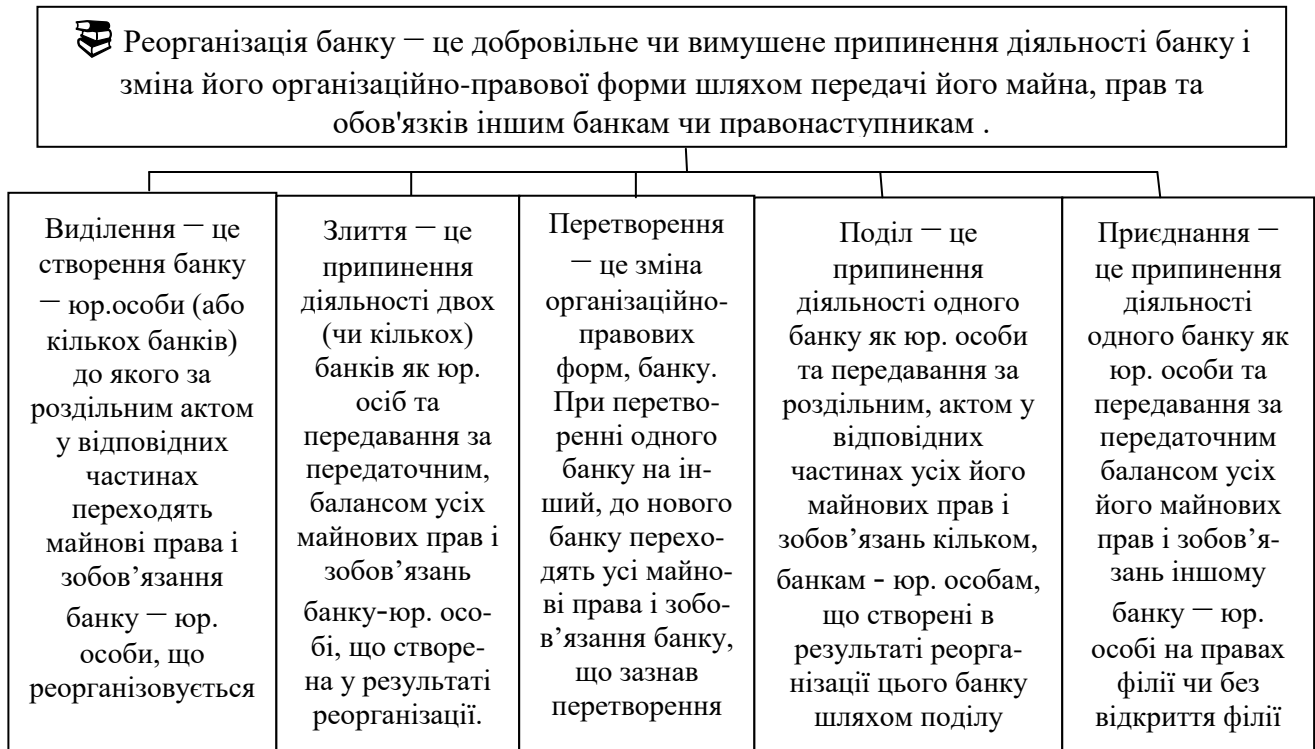 Реорганізація банку – це добровільне чи вимушене припинення діяльності банку і
зміна його організаційно-правової форми шляхом передачі його майна, прав та
обов'язків іншим банкам чи правонаступникам .
Виділення – це
створення банку
– юр.особи (або
кількох банків)
до якого за
роздільним актом
у відповідних
частинах
переходять
майнові права і
зобов’язання
банку – юр.
особи, що
реорганізовується
Злиття – це
припинення
діяльності двох
(чи кількох)
банків як юр.
осіб та
передавання за
передаточним,
балансом усіх
майнових прав і
зобов’язань
банку-юр. осо-
бі, що створе-
на у результаті
реорганізації.
Перетворення
– це зміна
організаційно-
правових
форм, банку.
При перетво-
ренні одного
банку на ін-
ший, до нового
банку перехо-
дять усі майно-
ві права і зобо-
в’язання банку,
що зазнав
перетворення
Поділ – це
припинення
діяльності одного
банку як юр. особи
та передавання за
роздільним, актом у
відповідних
частинах усіх його
майнових прав і
зобов’язань кільком,
банкам - юр. особам,
що створені в
результаті реорга-
нізації цього банку
шляхом поділу
Приєднання –
це припинення
діяльності
одного банку як
юр. особи та
передавання за
передаточним
балансом усіх
його майнових
прав і зобов’я-
зань іншому
банку – юр.
особі на правах
філії чи без
відкриття філії